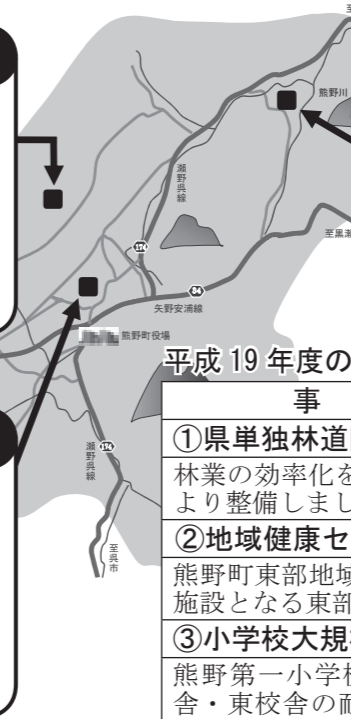 至
熊野川
瀬野呉線
174
至黒瀬
84
矢野安浦線
熊野町役場
瀬野呉線
174
至呉市
平成 19 年度の
事
①県単独林道
林業の効率化を
より整備しまし
②地域健康セ
熊野町東部地域
施設となる東部
③小学校大規
熊野第一小学校
舎・東校舎の耐